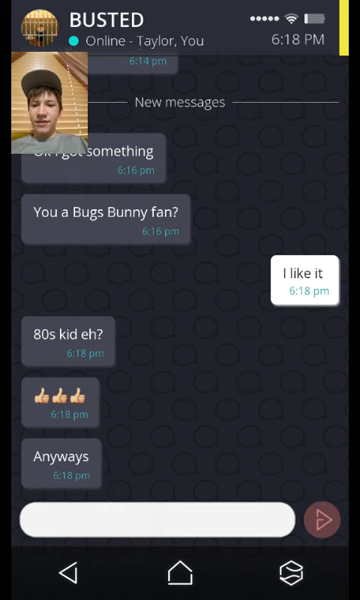 BUSTED
6:18 PM
Online - Taylor, You
6:14 pm
New messages
Ok I got something
6:16 pm
You a Bugs Bunny fan?
6:16 pm
I like it
6:18 pm
80s kid eh?
6:18 pm
👍👍👍
6:18 pm
Anyways
6:18 pm